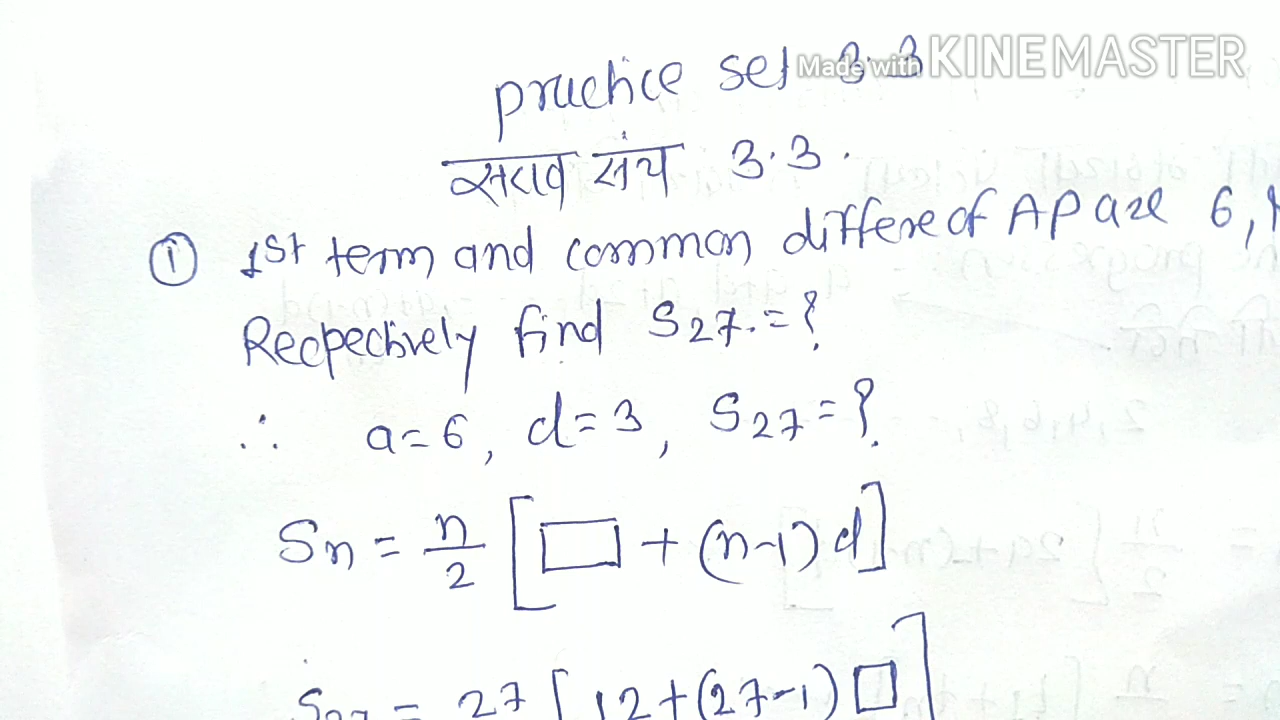 Made with KINEMASTER
practice set 3.3
सराव संच 3.3.
① 1st term and common differe of AP are 6,
Recpectively find S27.=?
∴ a=6, d=3, S27=?
Sn = n/2 [□ + (n-1) d]
= 27 [12+(27-1) □]